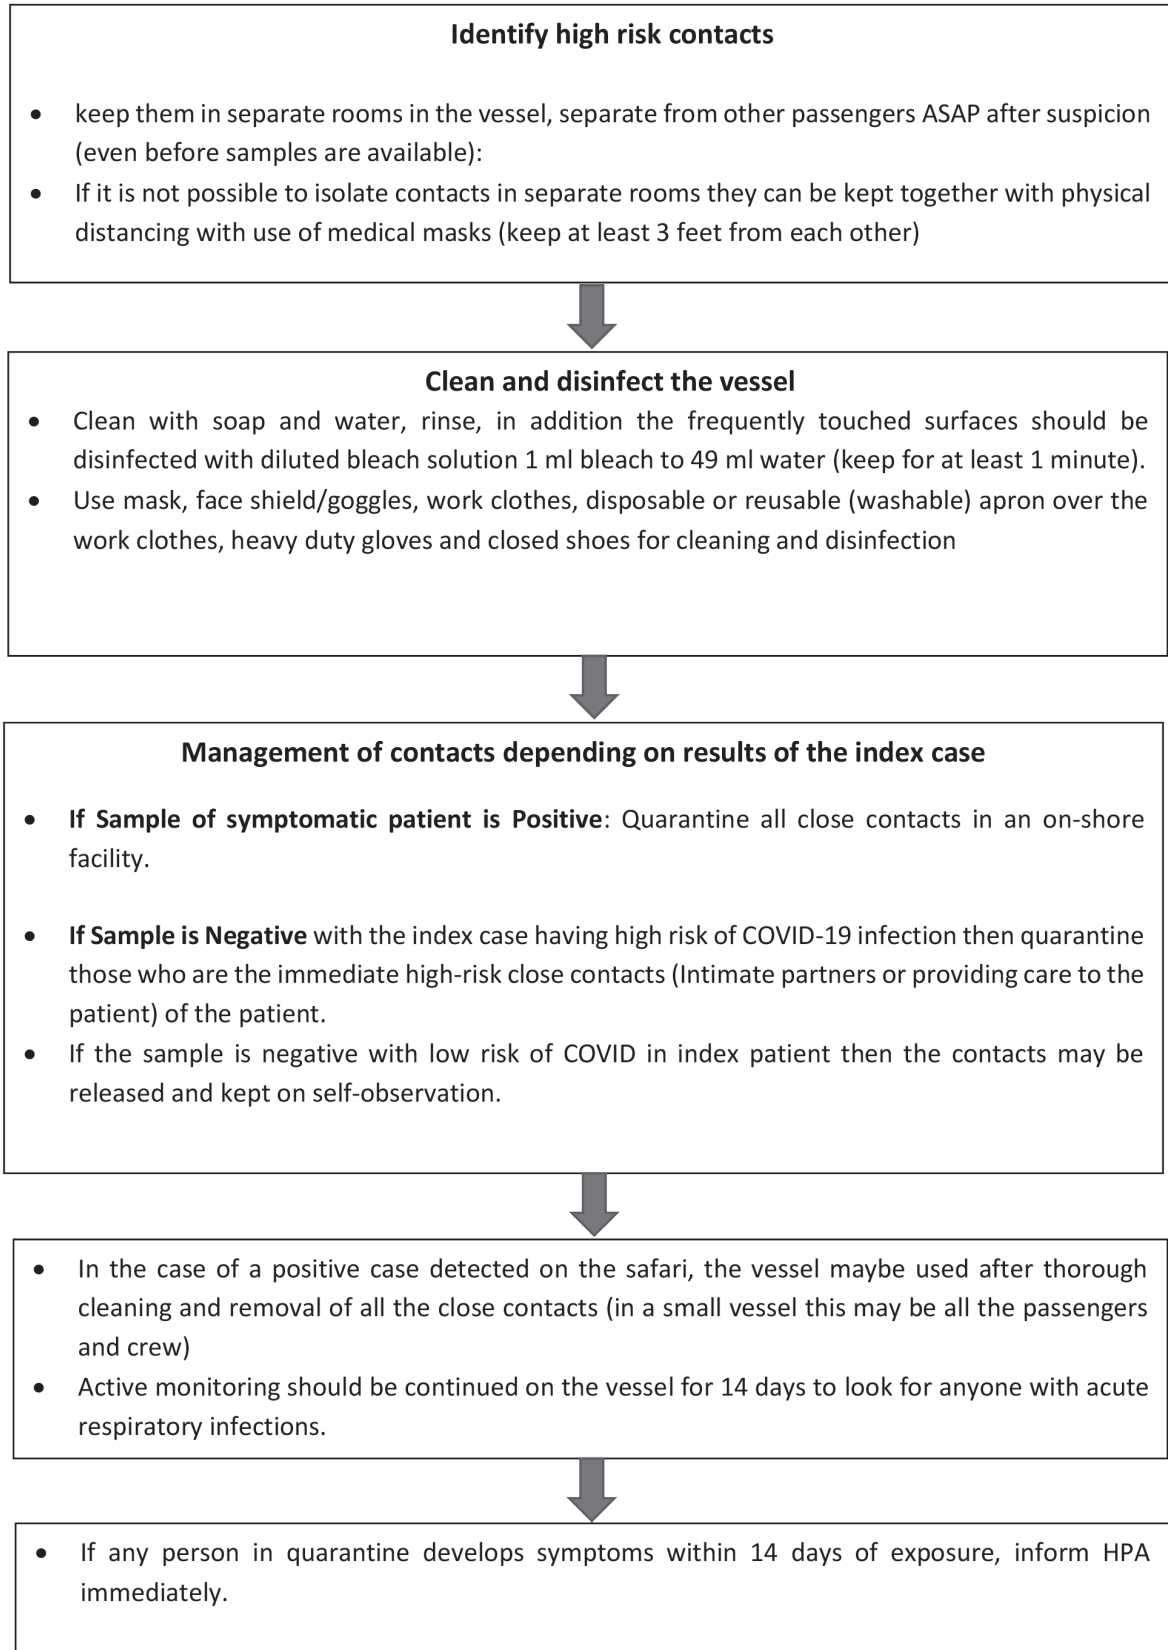 Identify high risk contacts
• keep them in separate rooms in the vessel, separate from other passengers ASAP after suspicion
(even before samples are available):
• If it is not possible to isolate contacts in separate rooms they can be kept together with physical
distancing with use of medical masks (keep at least 3 feet from each other)
Clean and disinfect the vessel
• Clean with soap and water, rinse, in addition the frequently touched surfaces should be
disinfected with diluted bleach solution 1 ml bleach to 49 ml water (keep for at least 1 minute).
• Use mask, face shield/goggles, work clothes, disposable or reusable (washable) apron over the
work clothes, heavy duty gloves and closed shoes for cleaning and disinfection
Management of contacts depending on results of the index case
• If Sample of symptomatic patient is Positive: Quarantine all close contacts in an on-shore
facility.
• If Sample is Negative with the index case having high risk of COVID-19 infection then quarantine
those who are the immediate high-risk close contacts (Intimate partners or providing care to the
patient) of the patient.
• If the sample is negative with low risk of COVID in index patient then the contacts may be
released and kept on self-observation.
• In the case of a positive case detected on the safari, the vessel maybe used after thorough
cleaning and removal of all the close contacts (in a small vessel this may be all the passengers
and crew)
• Active monitoring should be continued on the vessel for 14 days to look for anyone with acute
respiratory infections.
• If any person in quarantine develops symptoms within 14 days of exposure, inform HPA
immediately.